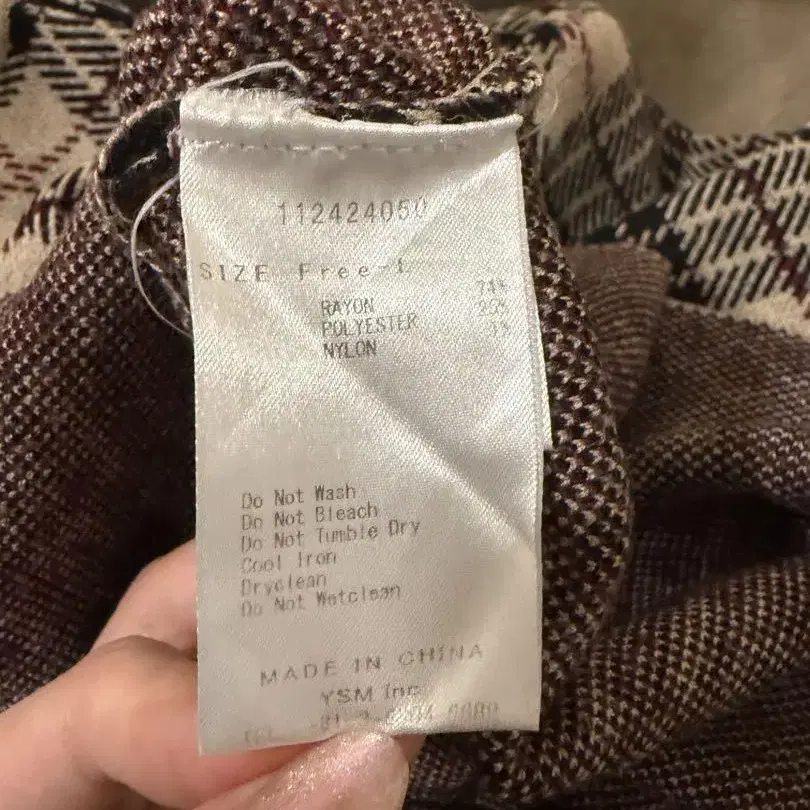 112424050
SIZE Free-L
RAYON 74%
POLYESTER 25%
NYLON 1%
Do Not Wash
Do Not Bleach
Do Not Tumble Dry
Cool Iron
Dryclean
Do Not Wetclean
MADE IN CHINA
YSM Inc